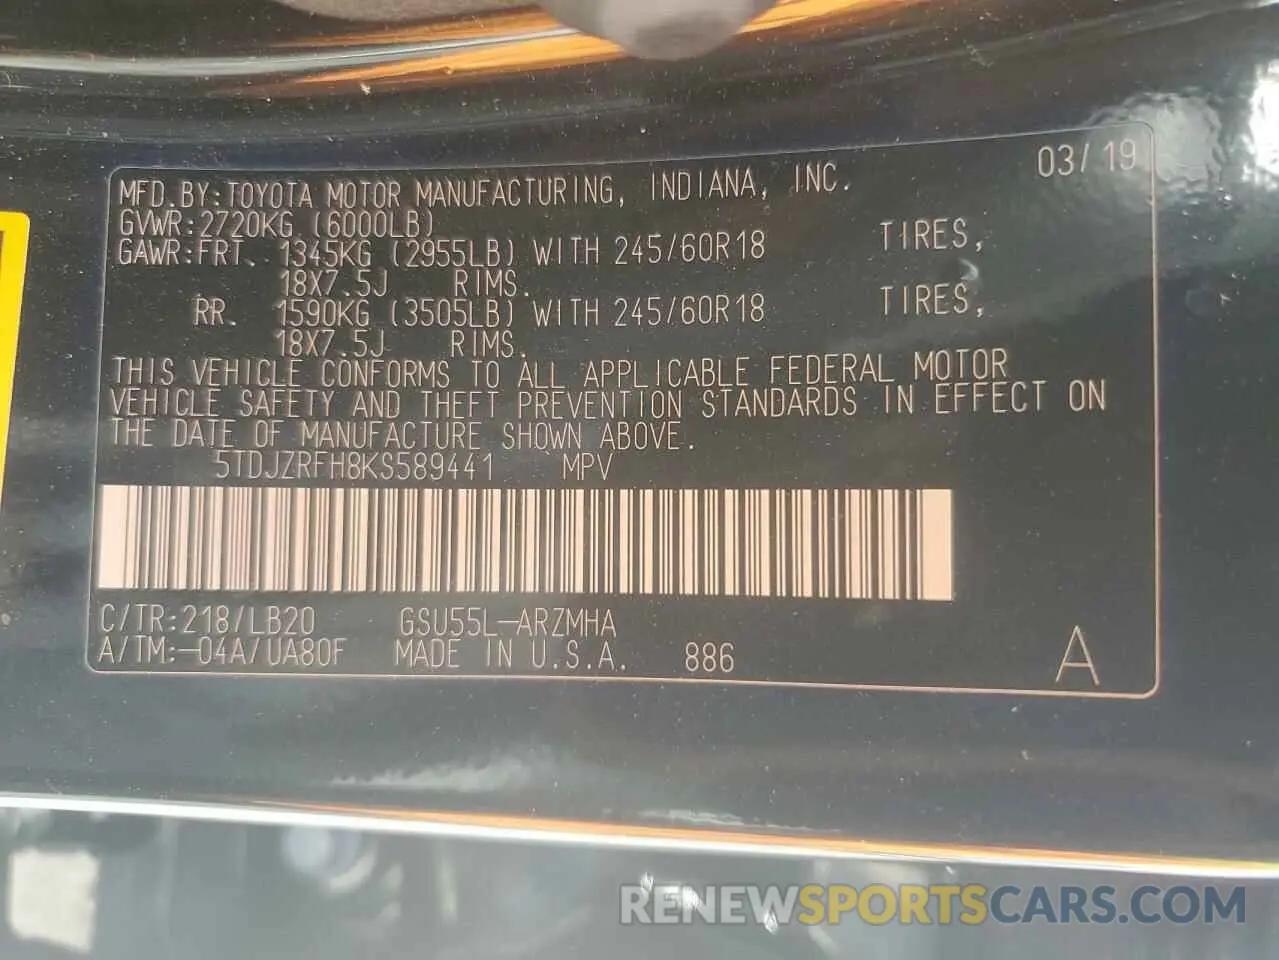 03/19
MFD.BY:TOYOTA MOTOR MANUFACTURING, INDIANA, INC.
GVWR:2720KG (6000LB)
GAWR:FRT. 1345KG (2955LB) WITH 245/60R18 TIRES,
18X7.5J RIMS.
RR. 1590KG (3505LB) WITH 245/60R18 TIRES,
18X7.5J RIMS.
THIS VEHICLE CONFORMS TO ALL APPLICABLE FEDERAL MOTOR
VEHICLE SAFETY AND THEFT PREVENTION STANDARDS IN EFFECT ON
THE DATE OF MANUFACTURE SHOWN ABOVE.
5TDJZRFH8KS589441 MPV
C/TR:218/LB20 GSU55L-ARZMHA
A/TM:-04A/UA80F MADE IN U.S.A. 886
A
RENEWSPORTSCARS.COM